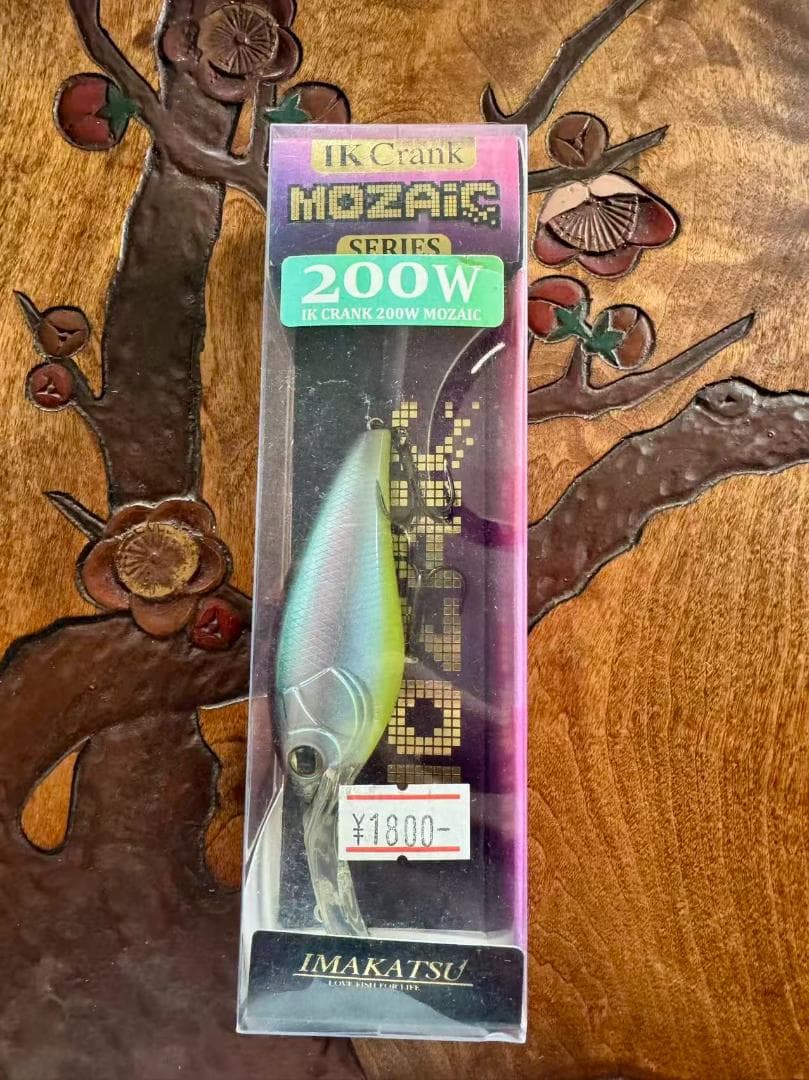 IK Crank
MOZAiC
SERIES
200W
IK CRANK 200W MOZAIC
¥1800-
IMAKATSU
LOVE FISH FOR LIFE